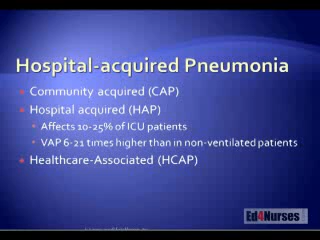 Hospital-acquired Pneumonia
Community acquired (CAP)
Hospital acquired (HAP)
Affects 10-25% of ICU patients
VAP 6-21 times higher than in non-ventilated patients
Healthcare-Associated (HCAP)
Ed4Nurses